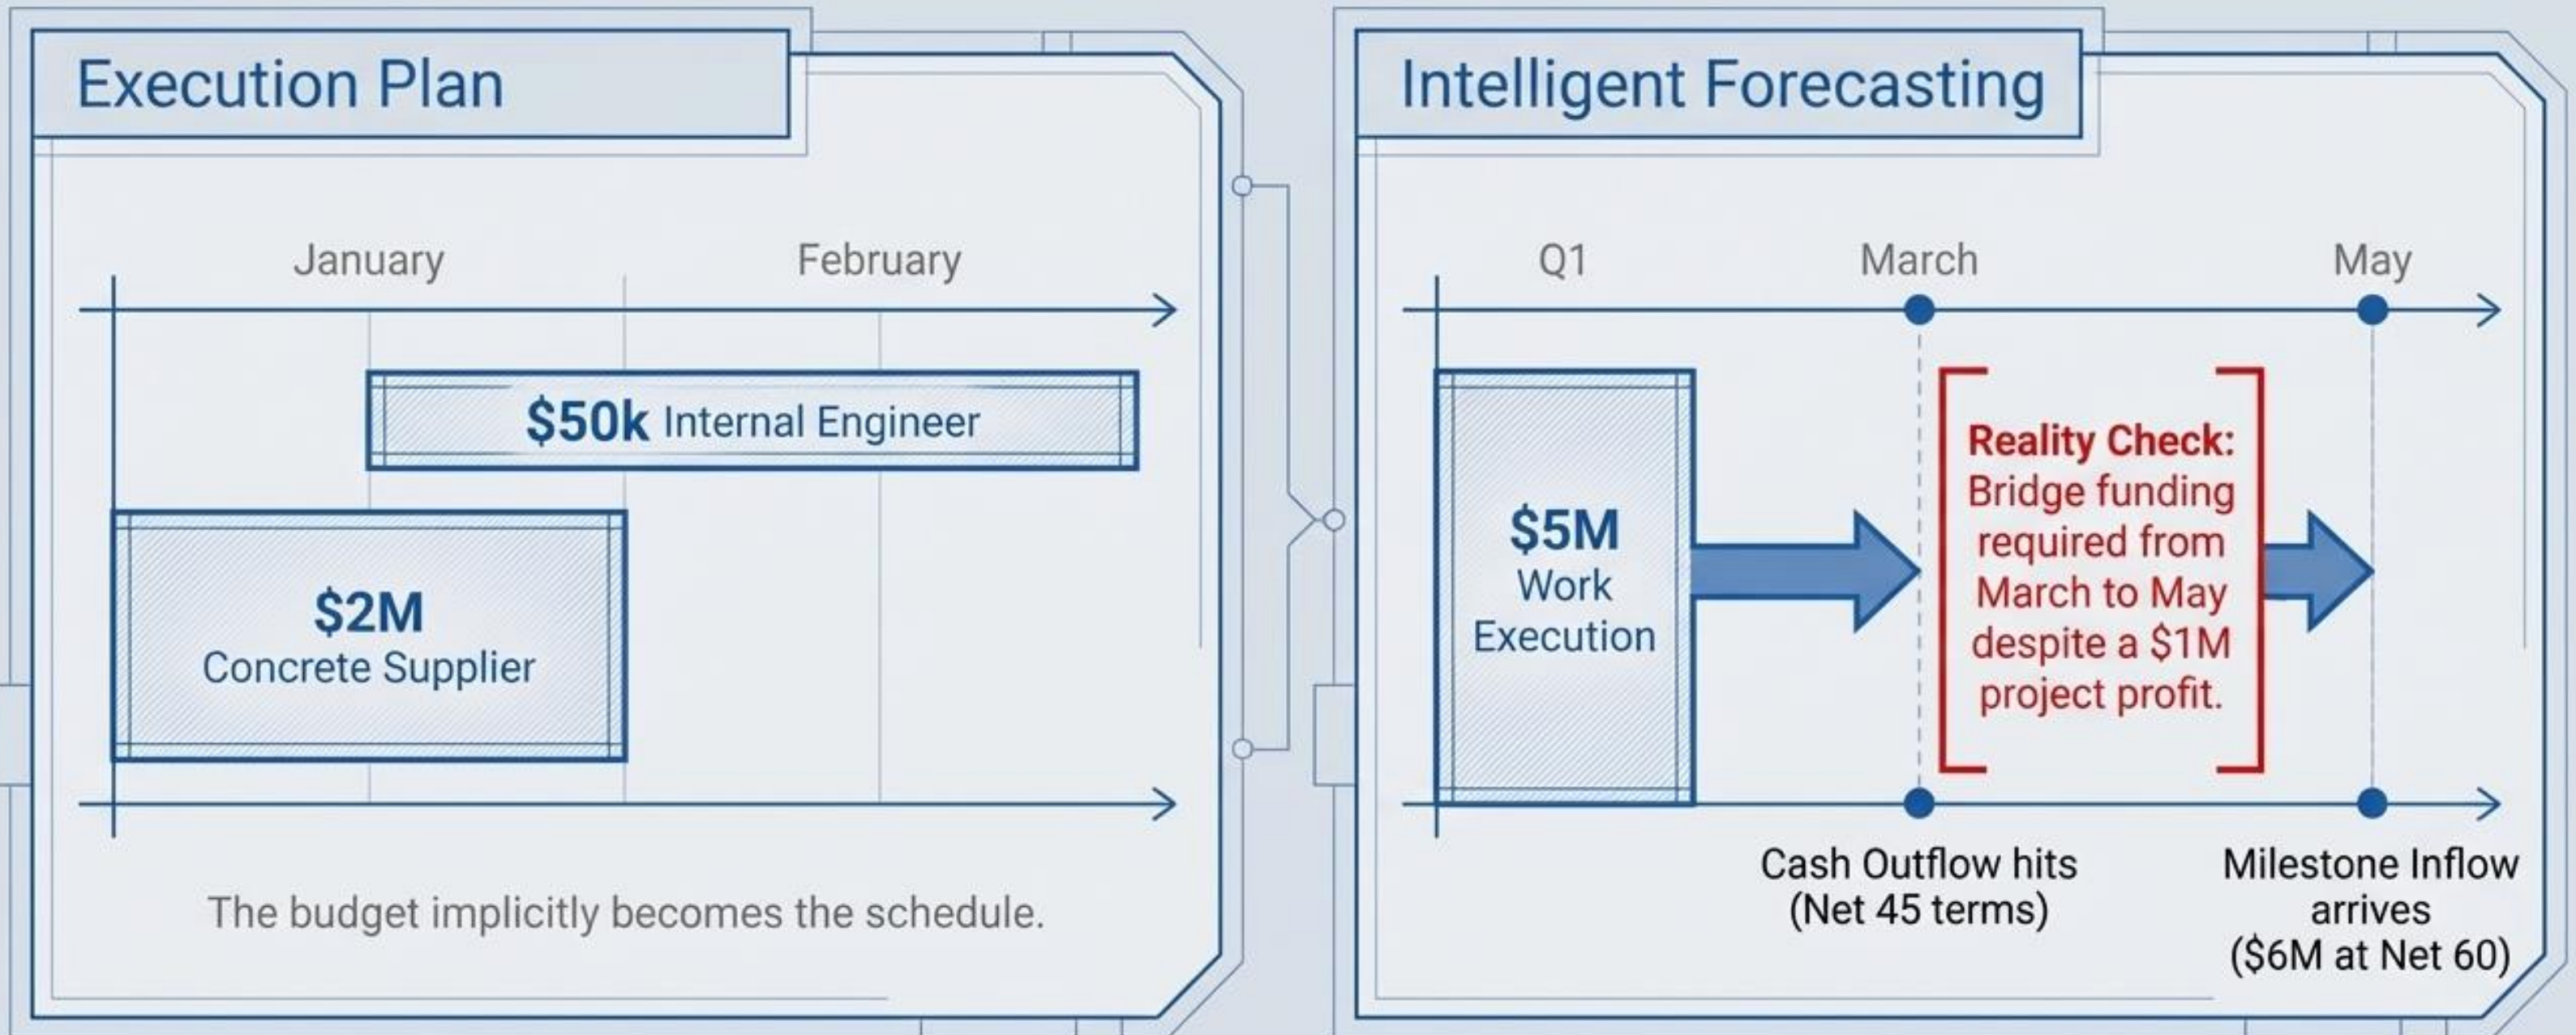 Execution Plan
January
February
$50k Internal Engineer
$2M
Concrete Supplier
The budget implicitly becomes the schedule.
Intelligent Forecasting
Q1
March
May
$5M
Work
Execution
Reality Check:
Bridge funding
required from
March to May
despite a $1M
project profit.
Cash Outflow hits
(Net 45 terms)
Milestone Inflow
arrives
($6M at Net 60)